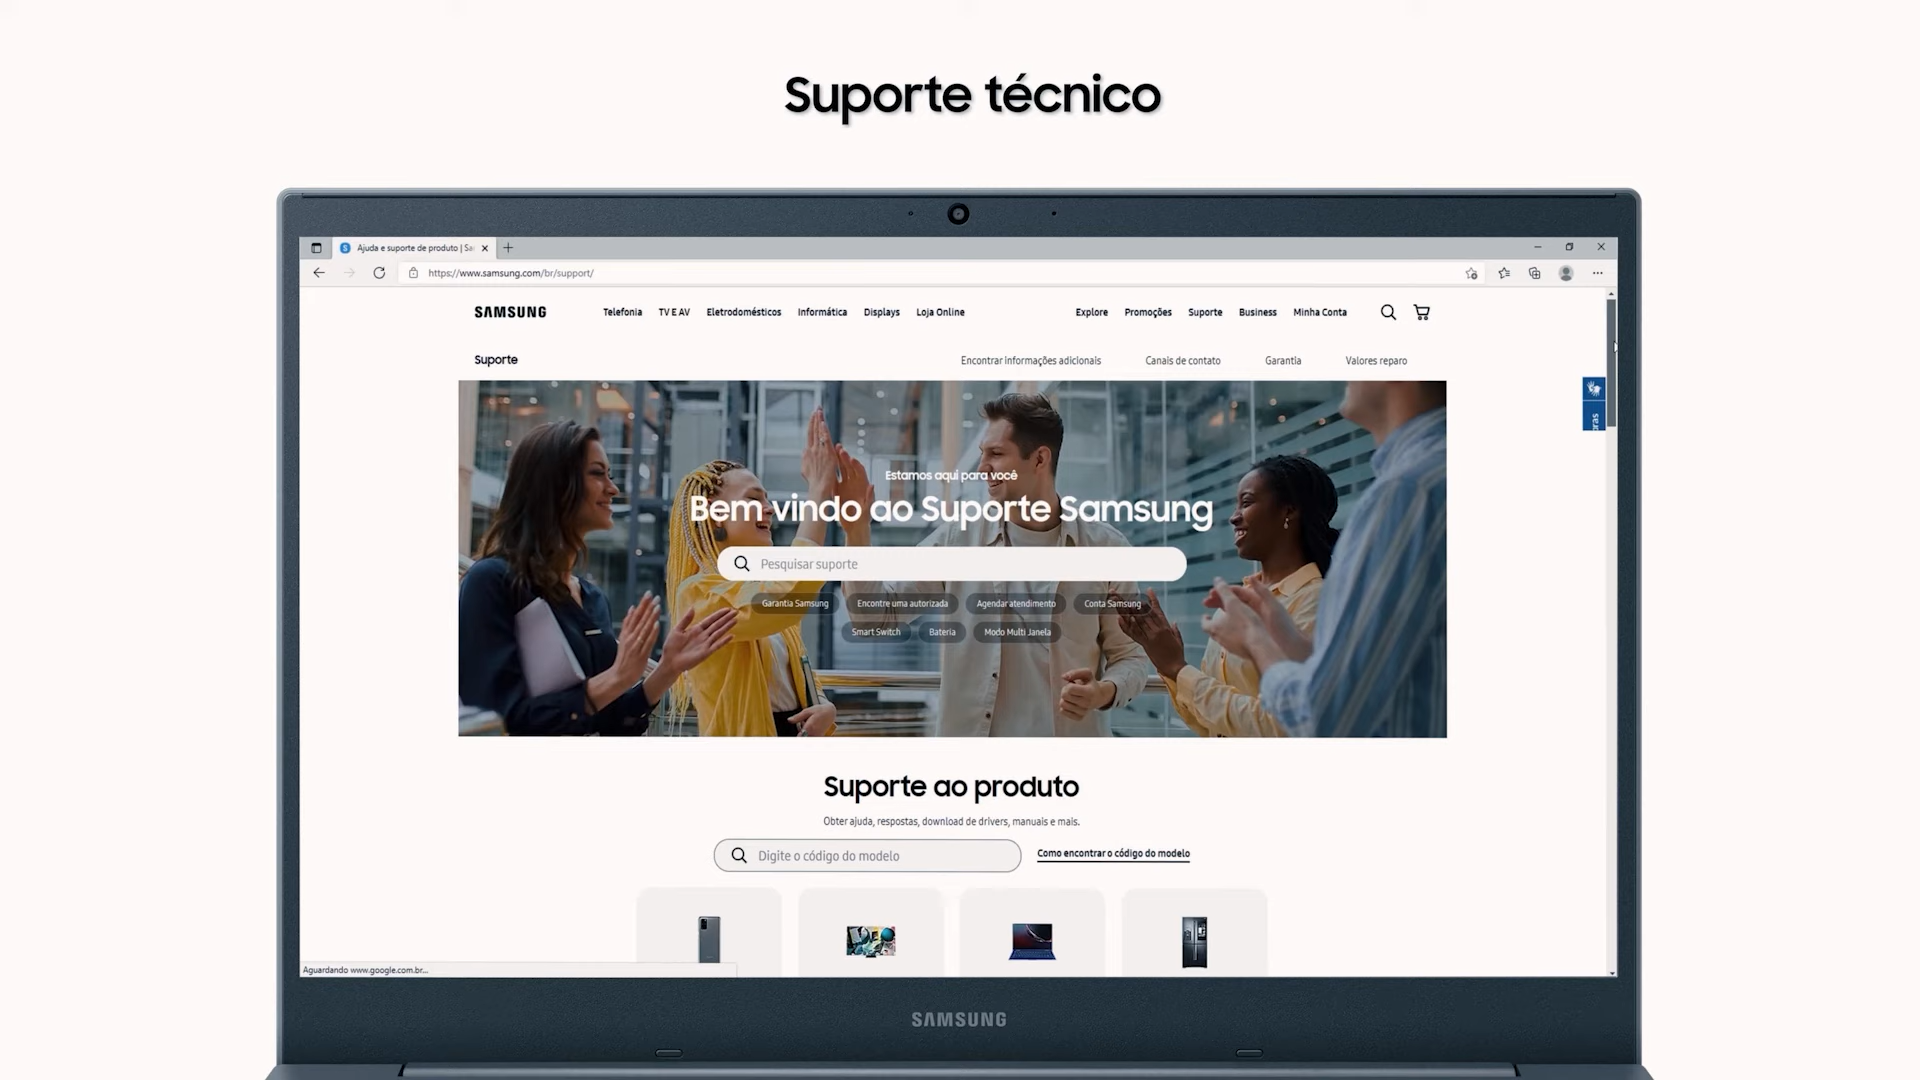 Suporte técnico
Ajuda e suporte de produto | Sa
https://www.samsung.com/br/support/
SAMSUNG Telefonia TV E AV Eletrodomésticos Informática Displays Loja Online Explore Promoções Suporte Business Minha Conta
Suporte Encontrar informações adicionais Canais de contato Garantia Valores reparo
Estamos aqui para você
Bem vindo ao Suporte Samsung
Pesquisar suporte
Garantia Samsung Encontre uma autorizada Agendar atendimento Conta Samsung
Smart Switch Bateria Modo Multi Janela
Suporte ao produto
Obter ajuda, respostas, download de drivers, manuais e mais.
Digite o código do modelo Como encontrar o código do modelo
Aguardando www.google.com.br...
SAMSUNG